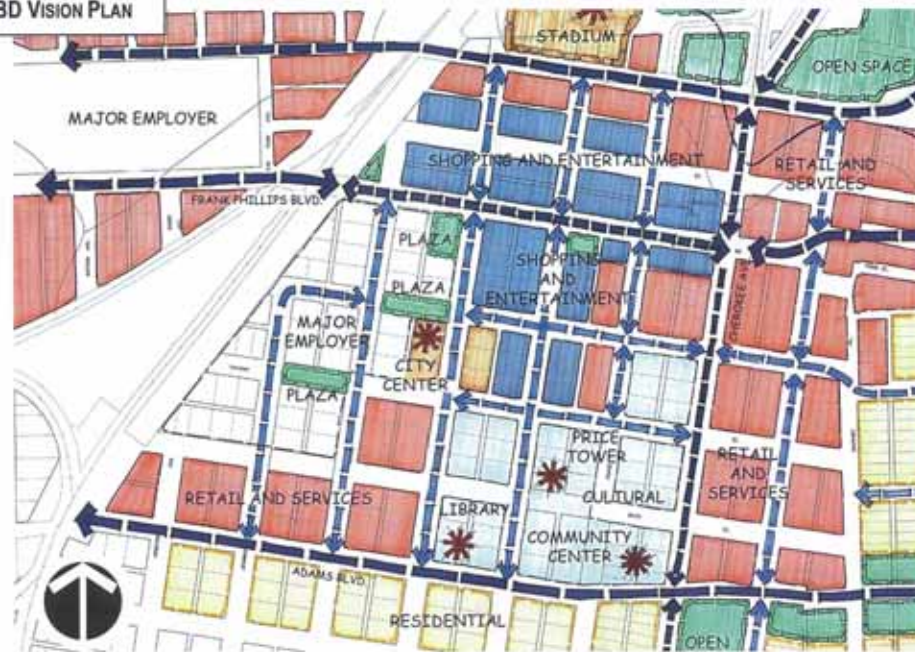 BD VISION PLAN
STADIUM
OPEN SPACE
MAJOR EMPLOYER
SHOPPING AND ENTERTAINMENT
RETAIL AND
SERVICES
FRANK PHILLIPS BLVD.
PLAZA
SHOPPING
AND
ENTERTAINMENT
PLAZA
CHEROKEE AVE
MAJOR
EMPLOYER
CITY
CENTER
PLAZA
PRICE
TOWER
RETAIL
AND
SERVICES
RETAIL AND SERVICES
LIBRARY
CULTURAL
COMMUNITY
CENTER
ADAMS BLVD.
RESIDENTIAL
OPEN